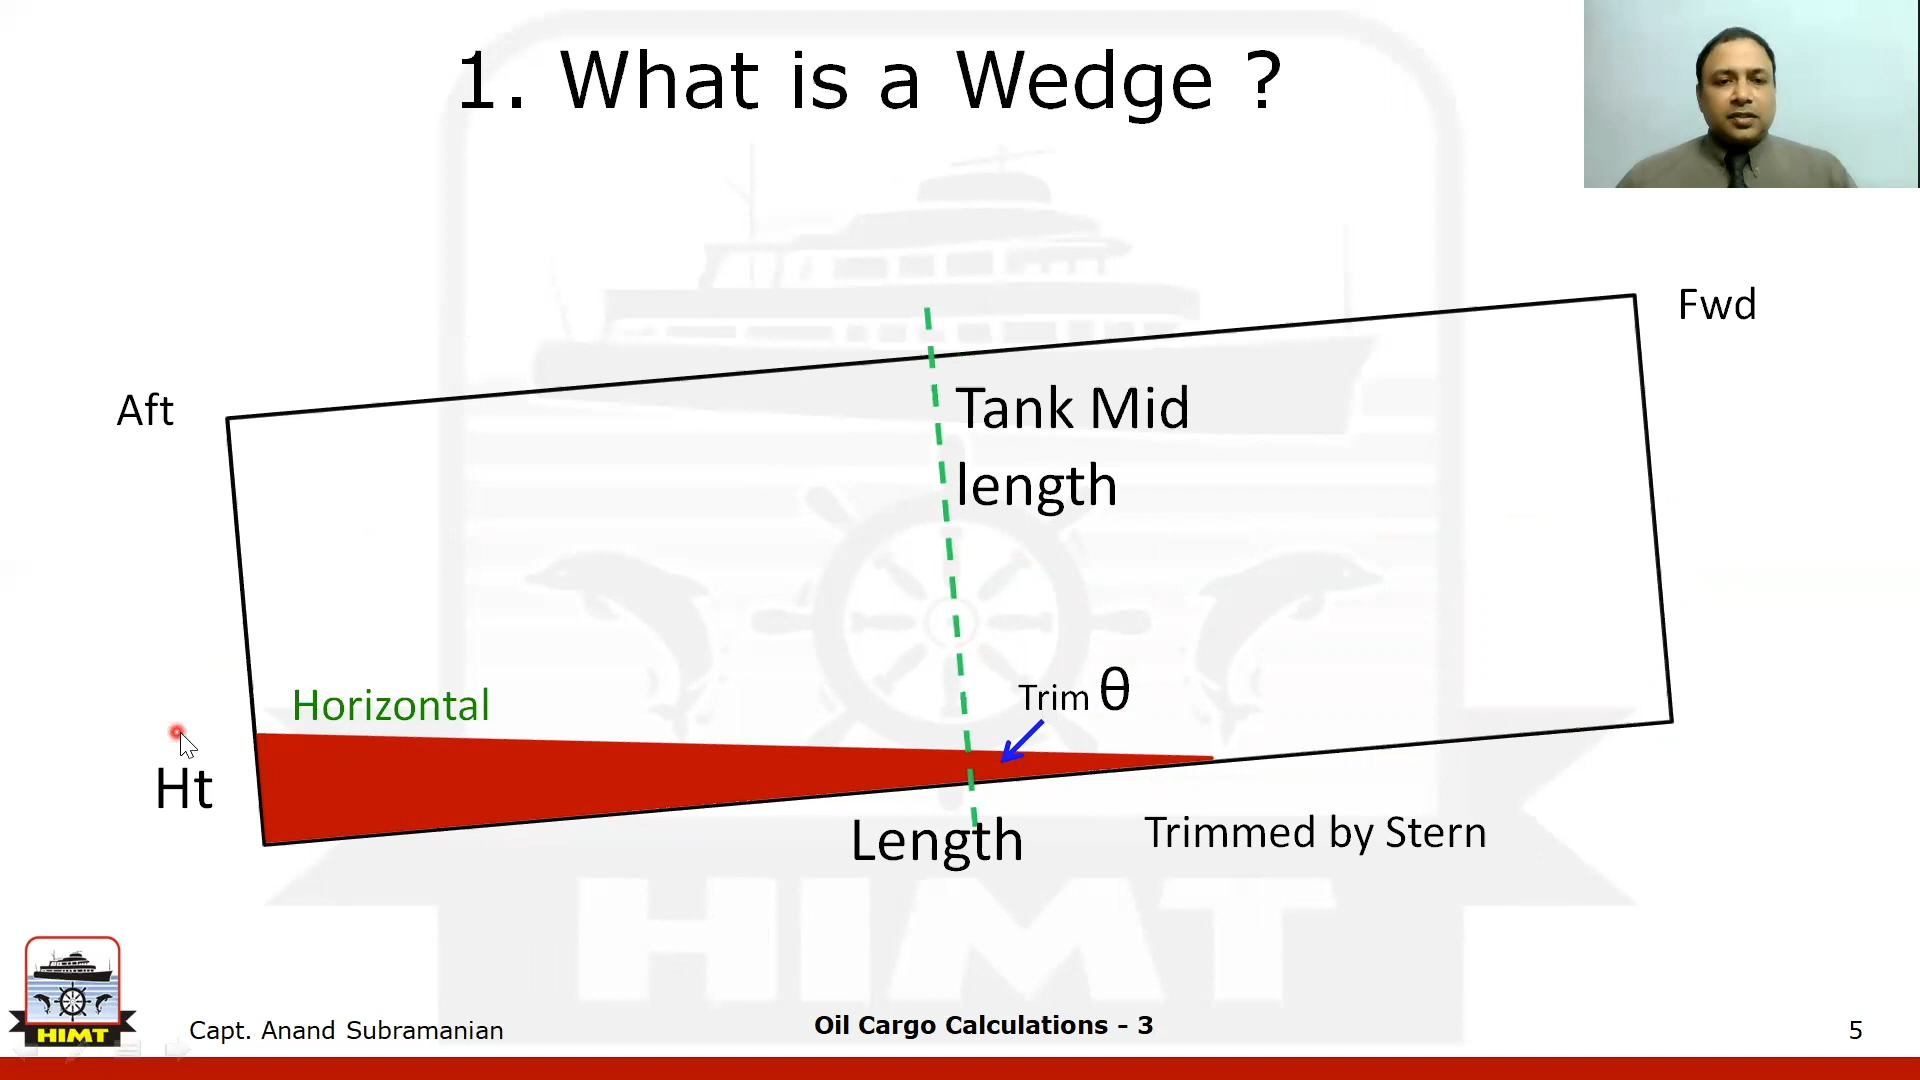 1. What is a Wedge ?
Fwd
Aft
Tank Mid
length
Trim θ
Horizontal
Ht
Length
Trimmed by Stern
HIMT
HIMT
Capt. Anand Subramanian
Oil Cargo Calculations - 3
5